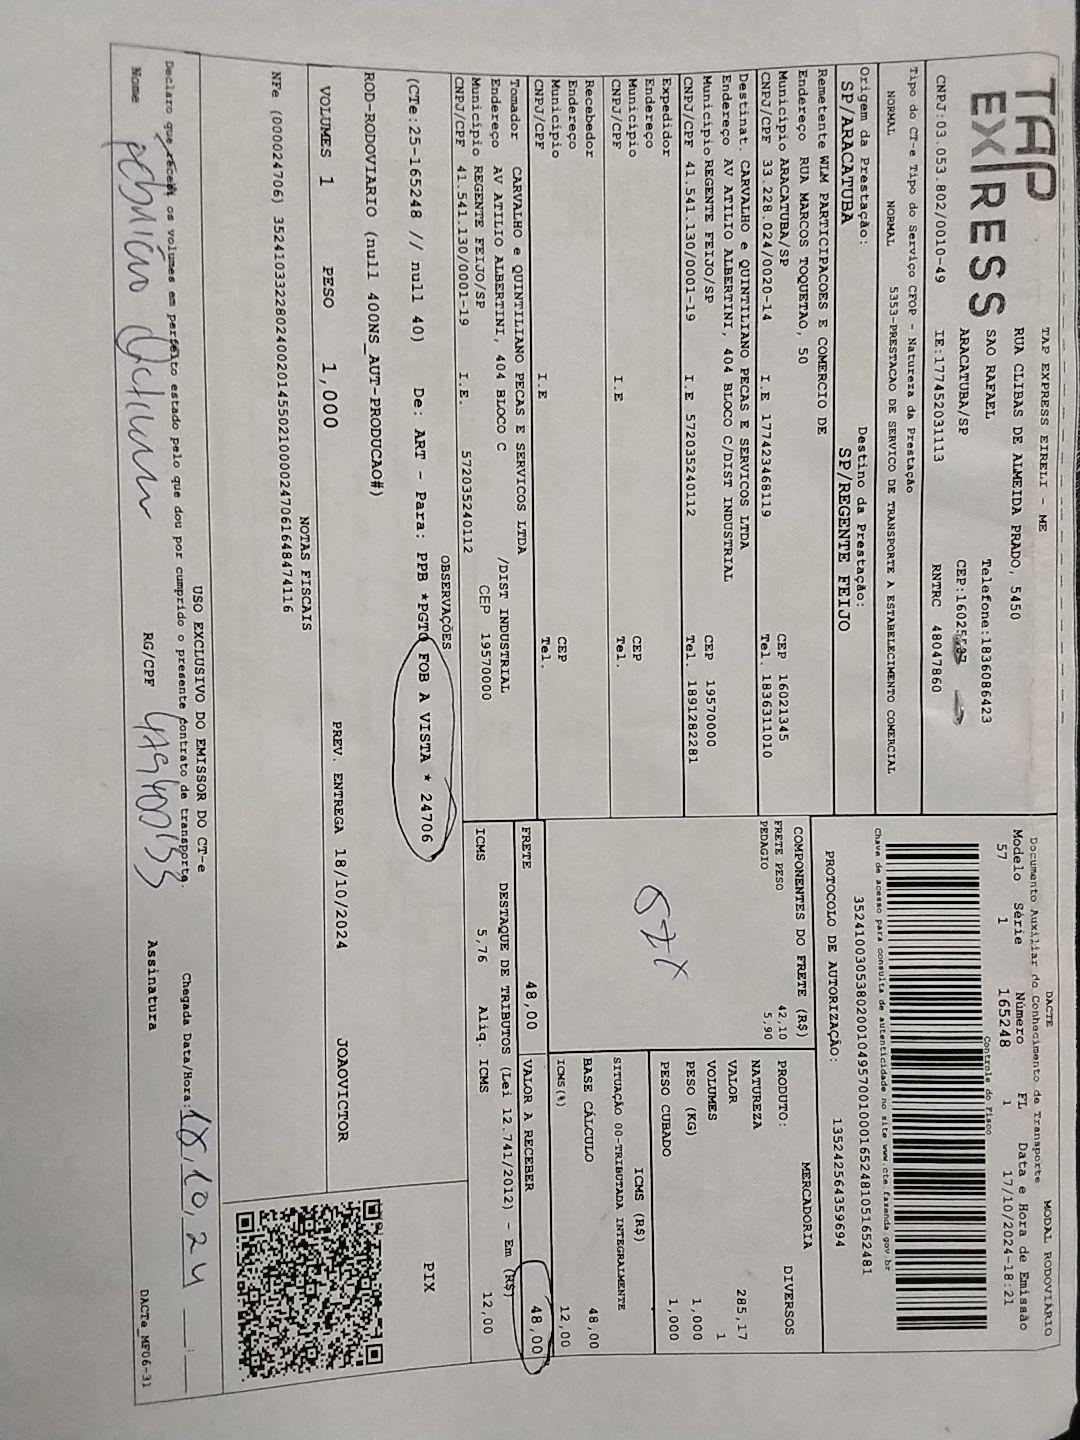 TAP
EXPRESS
TAP EXPRESS EIRELI - ME
RUA CLIBAS DE ALMEIDA PRADO, 5450
SAO RAFAEL Telefone:1836086423
ARACATUBA/SP CEP:16025
CNPJ:03.053.802/0010-49 IE:177452031113 RNTRC 48047860
DACTE MODAL RODOVIÁRIO
Documento Auxiliar do Conhecimento de Transporte
Modelo Série Número FL Data e Hora de Emissão
57 1 165248 1 17/10/2024-18:21
Controle do Fisco
Chave de acesso para consulta de autenticidade no site www.cte.fazenda.gov.br
35241003053802001049570010001652481051652481
PROTOCOLO DE AUTORIZAÇÃO: 135242564359694
Tipo do CT-e Tipo do Serviço CFOP - Natureza da Prestação
NORMAL NORMAL 5353-PRESTACAO DE SERVICO DE TRANSPORTE A ESTABELECIMENTO COMERCIAL
Origem da Prestação: Destino da Prestação:
SP/ARACATUBA SP/REGENTE FEIJO
Remetente WLM PARTICIPACOES E COMERCIO DE
Endereço RUA MARCOS TOQUETAO, 50
Município ARACATUBA/SP CEP 16021345
CNPJ/CPF 33.228.024/0020-14 I.E 177423468119 Tel. 1836311010
Destinat. CARVALHO e QUINTILIANO PECAS E SERVICOS LTDA
Endereço AV ATILIO ALBERTINI, 404 BLOCO C/DIST INDUSTRIAL
Município REGENTE FEIJO/SP CEP 19570000
CNPJ/CPF 41.541.130/0001-19 I.E 572035240112 Tel. 1891282281
Expedidor
Endereço
Município CEP
CNPJ/CPF I.E Tel.
Recebedor
Endereço
Município CEP
CNPJ/CPF I.E Tel.
Tomador CARVALHO e QUINTILIANO PECAS E SERVICOS LTDA
Endereço AV ATILIO ALBERTINI, 404 BLOCO C /DIST INDUSTRIAL
Município REGENTE FEIJO/SP CEP 19570000
CNPJ/CPF 41.541.130/0001-19 I.E. 572035240112
COMPONENTES DO FRETE (R$)
FRETE PESO 42,10
PEDAGIO 5,90
MERCADORIA
PRODUTO: DIVERSOS
NATUREZA
VALOR 285,17
VOLUMES 1
PESO (KG) 1,000
PESO CUBADO 1,000
ICMS (R$)
SITUAÇÃO 00-TRIBUTADA INTEGRALMENTE
BASE CÁLCULO 48,00
ICMS(%) 12,00
FRETE 48,00 VALOR A RECEBER 48,00
DESTAQUE DE TRIBUTOS (Lei 12.741/2012) - Em (R$)
ICMS 5,76 Aliq. ICMS 12,00
OBSERVAÇÕES
(CTe:25-165248 // null 40) De: ART - Para: PPB *PGTO FOB A VISTA * 24706
ROD-RODOVIARIO (null 400NS_AUT-PRODUCAO#)
PIX
VOLUMES 1 PESO 1,000 PREV. ENTREGA 18/10/2024 JOAOVICTOR
NOTAS FISCAIS
NFe (000024706) 35241033228024002014550210000247061648474116
USO EXCLUSIVO DO EMISSOR DO CT-e
Declaro que recebi os volumes em perfeito estado pelo que dou por cumprido o presente contrato de transporte. Chegada Data/Hora: 18.10.24 :
Nome RG/CPF Assinatura
DACTe_MF06-31